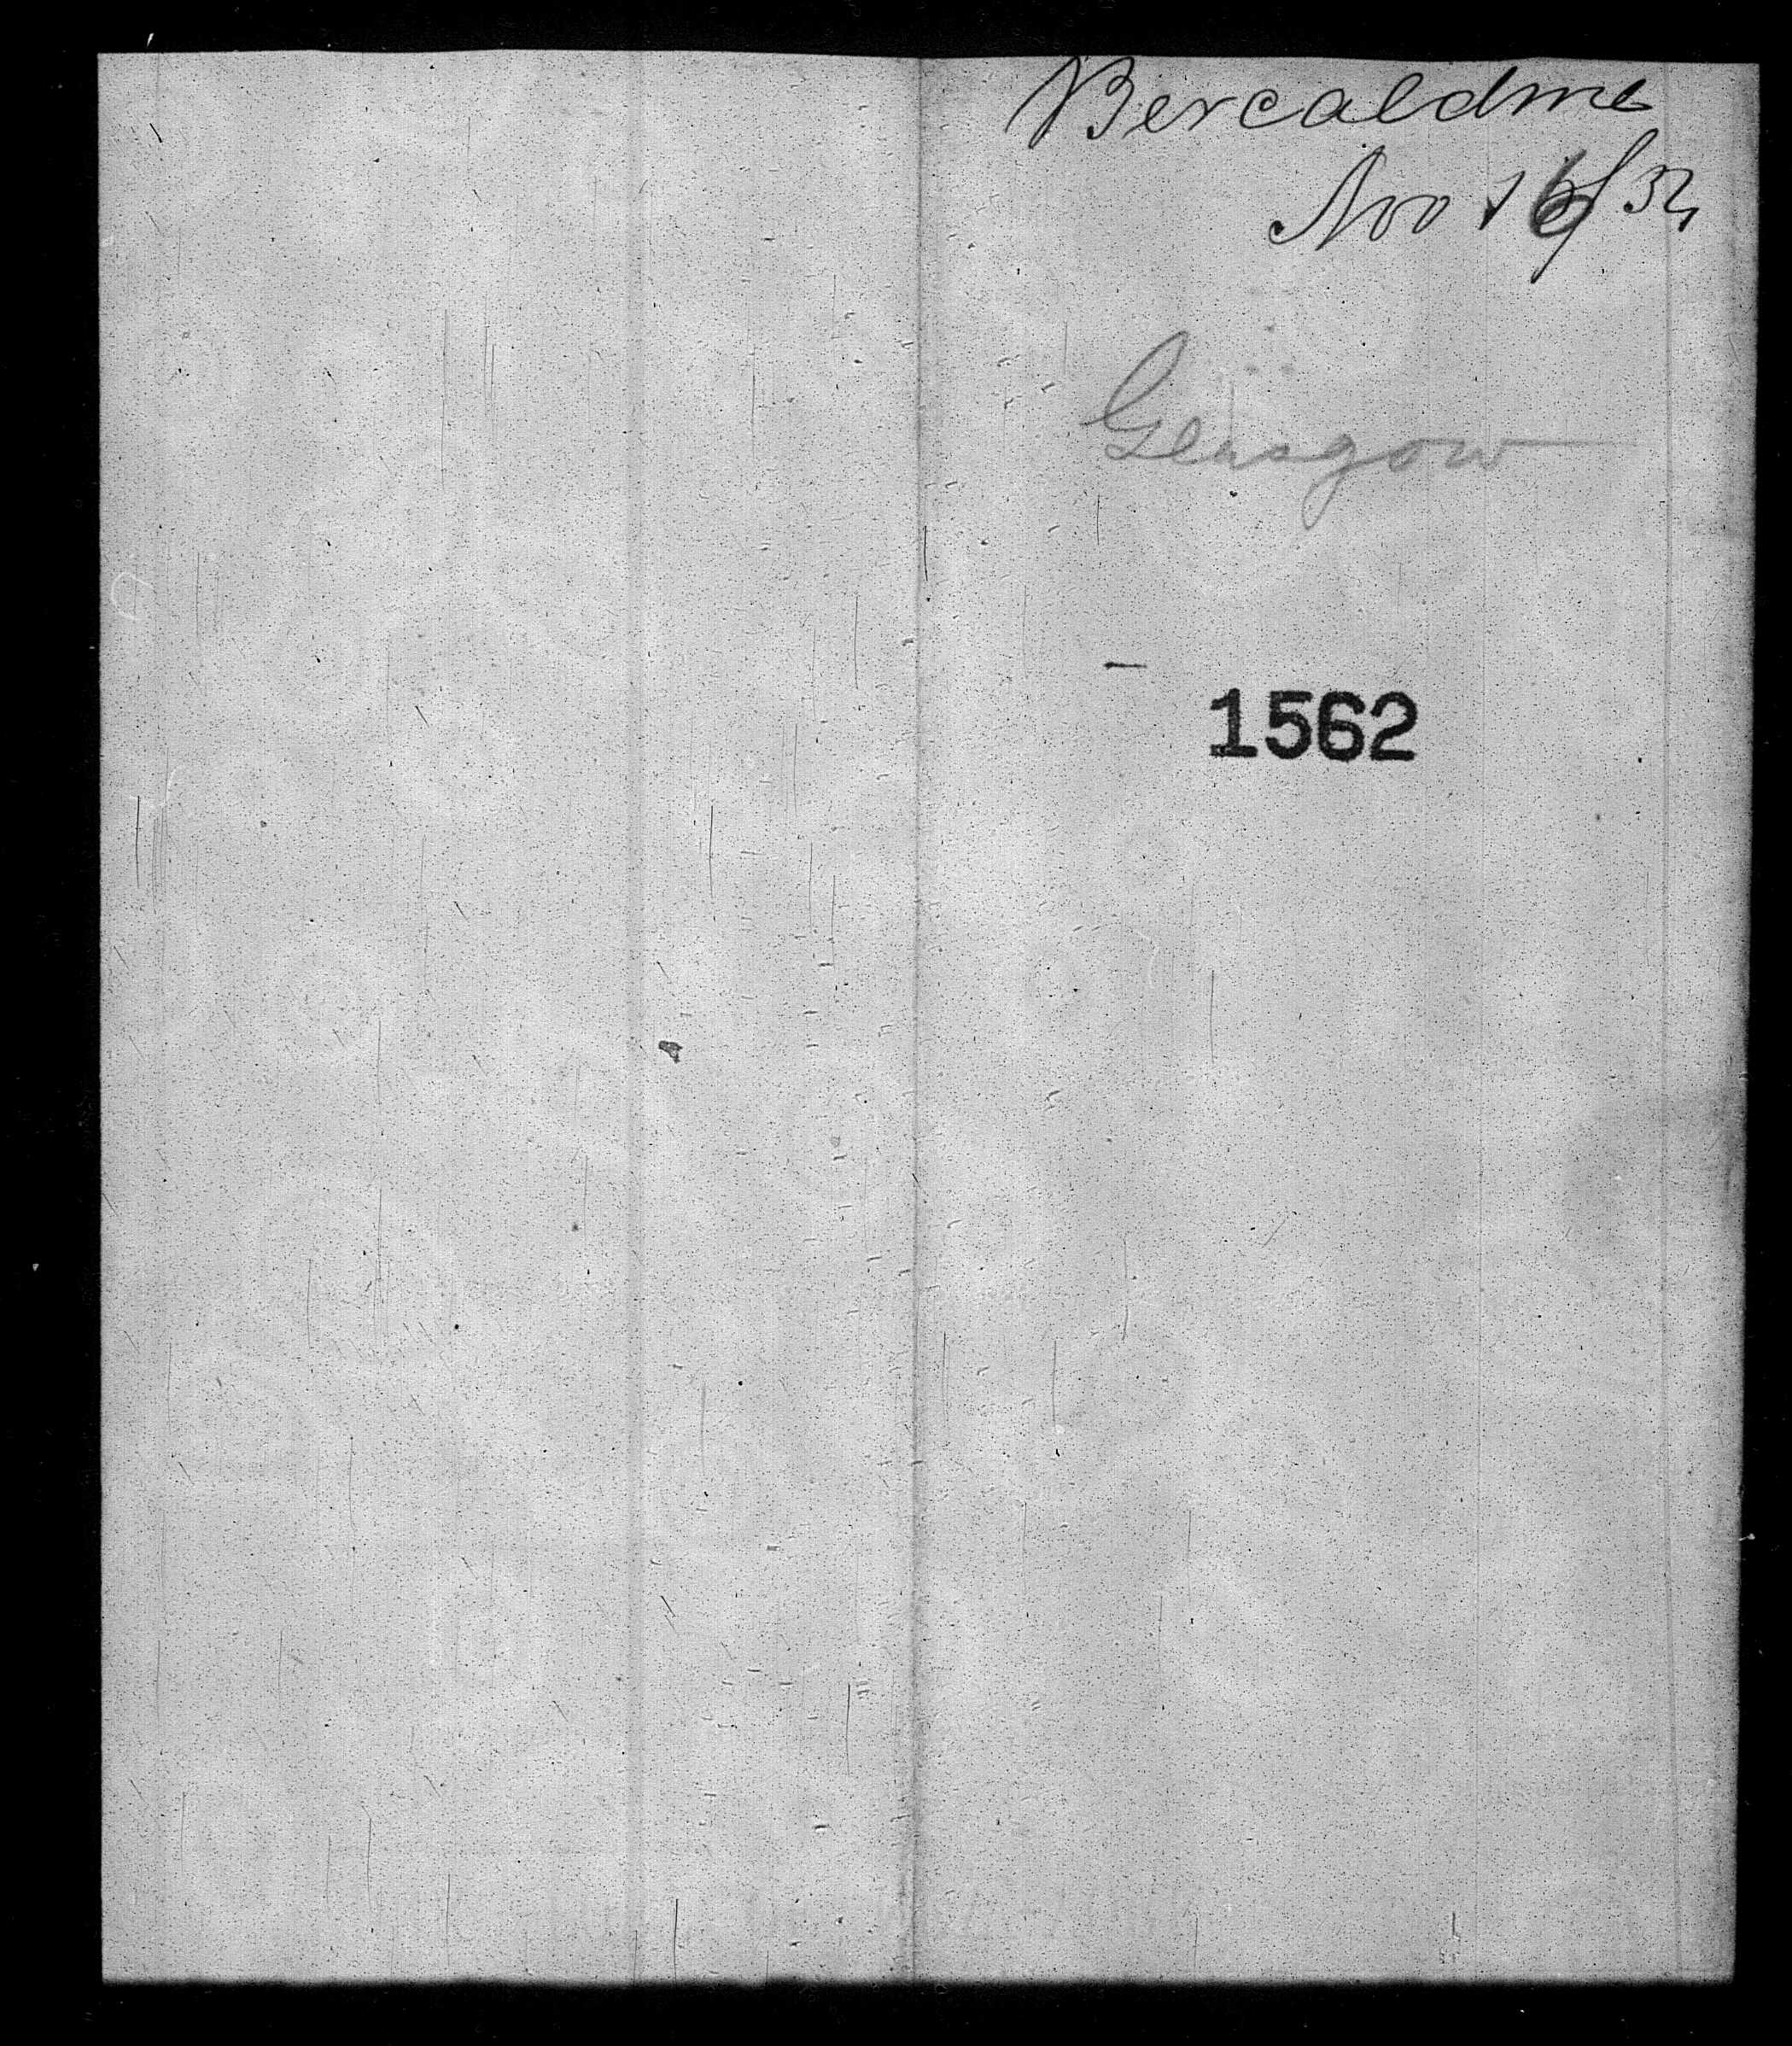 Bercaldine
Nov 16/32
Glasgow
1562